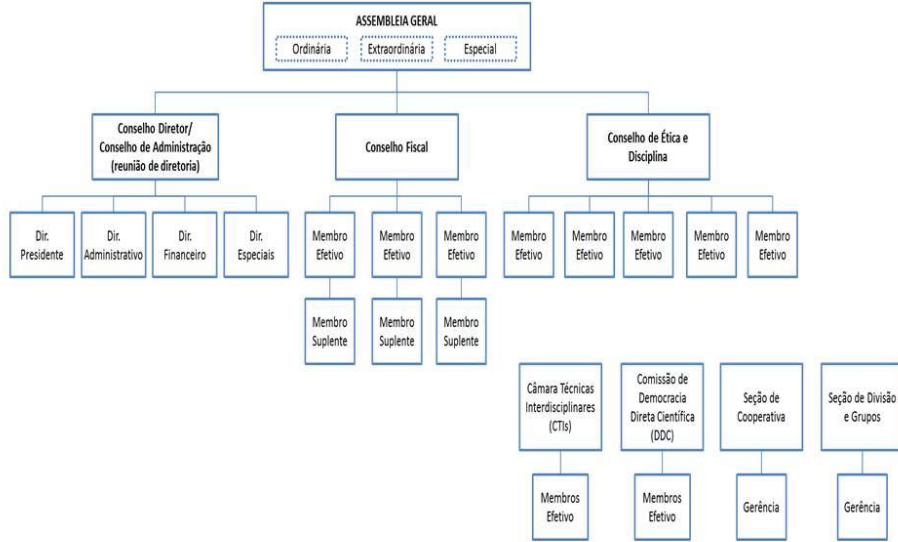 ASSEMBLEIA GERAL
Ordinária
Extraordinária
Especial
Conselho Diretor/
Conselho de Administração
(reunião de diretoria)
Conselho Fiscal
Conselho de Ética e
Disciplina
Dir.
Presidente
Dir.
Administrativo
Dir.
Financeiro
Dir.
Especiais
Membro
Efetivo
Membro
Efetivo
Membro
Efetivo
Membro
Efetivo
Membro
Efetivo
Membro
Efetivo
Membro
Efetivo
Membro
Efetivo
Membro
Suplente
Membro
Suplente
Membro
Suplente
Câmara Técnicas
Interdisciplinares
(CTIs)
Comissão de
Democracia
Direta Científica
(DDC)
Seção de
Cooperativa
Seção de Divisão
e Grupos
Membros
Efetivo
Membros
Efetivo
Gerência
Gerência